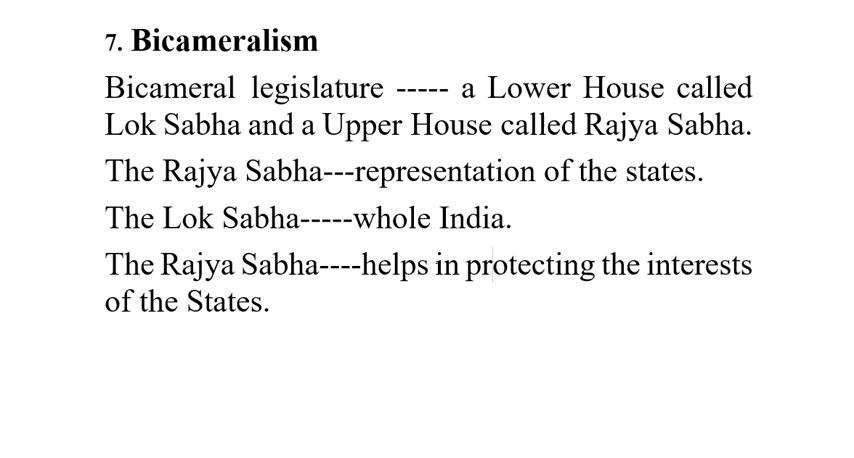 7. Bicameralism
Bicameral legislature ----- a Lower House called
Lok Sabha and a Upper House called Rajya Sabha.
The Rajya Sabha---representation of the states.
The Lok Sabha-----whole India.
The Rajya Sabha----helps in protecting the interests
of the States.